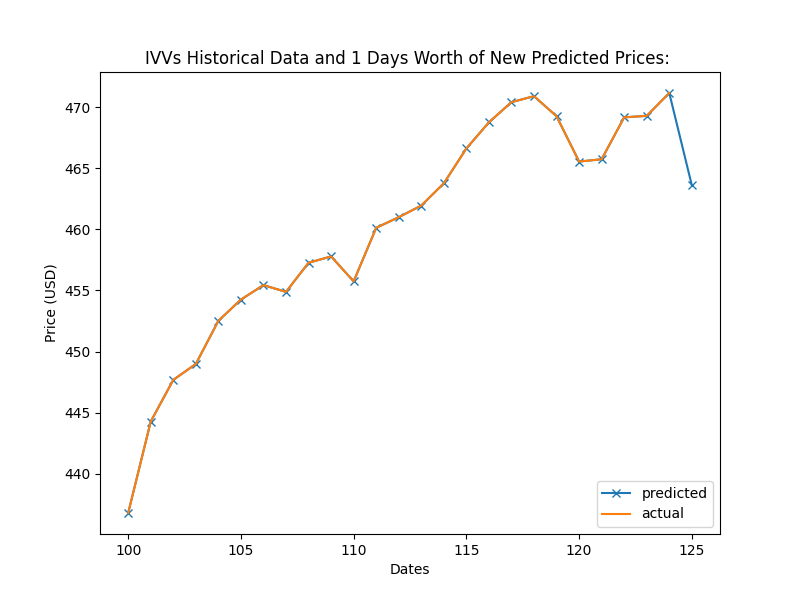 IVVs Historical Data and 1 Days Worth of New Predicted Prices:
470
465
460
455
450
445
440
Price (USD)
predicted
actual
100 105 110 115 120 125
Dates